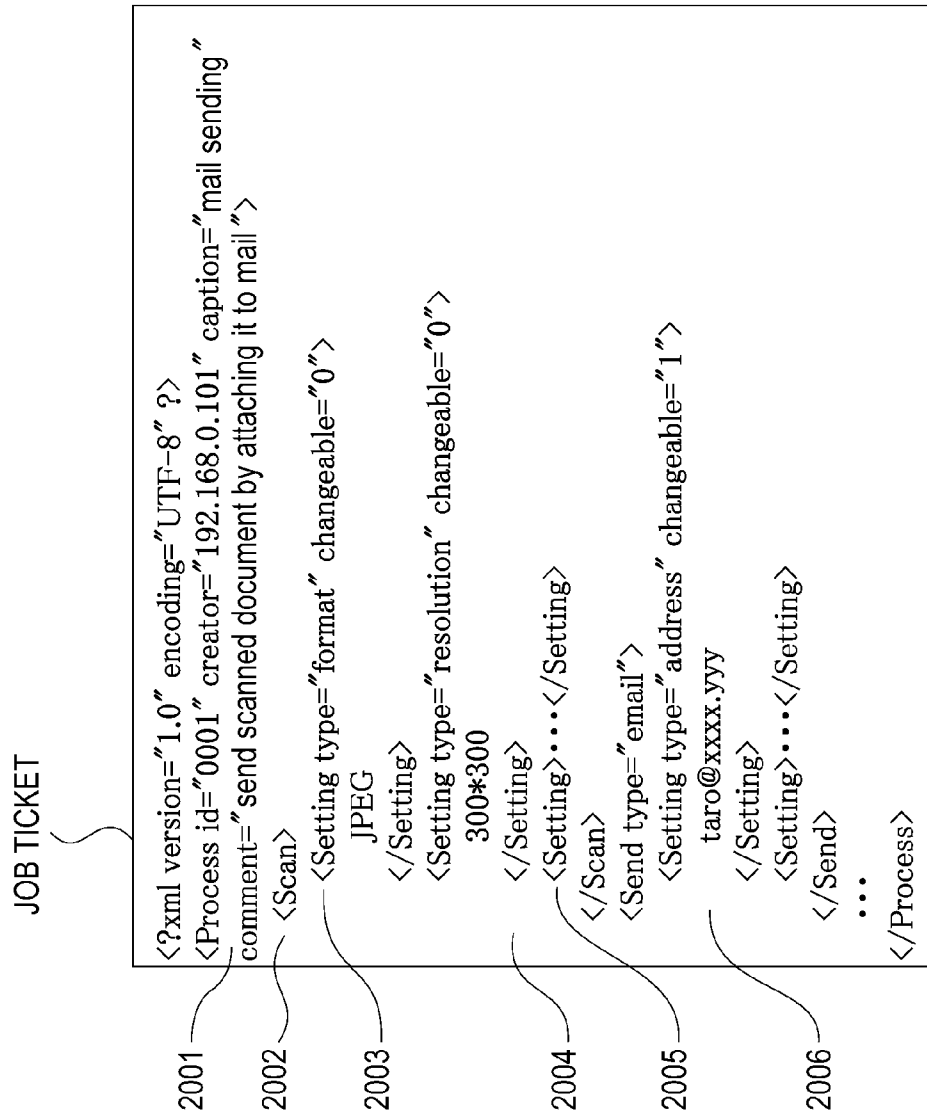 JOB TICKET
<?xml version="1.0" encoding="UTF-8" ?>
<Process id="0001" creator="192.168.0.101" caption="mail sending"
comment="send scanned document by attaching it to mail">
<Scan>
<Setting type="format" changeable="0">
JPEG
</Setting>
<Setting type="resolution" changeable="0">
300*300
</Setting>
<Setting>••••</Setting>
</Scan>
<Send type="email">
<Setting type="address" changeable="1">
taro@xxxx.yyy
</Setting>
<Setting>••••</Setting>
</Send>
•••
</Process>
2001
2002
2003
2004
2005
2006